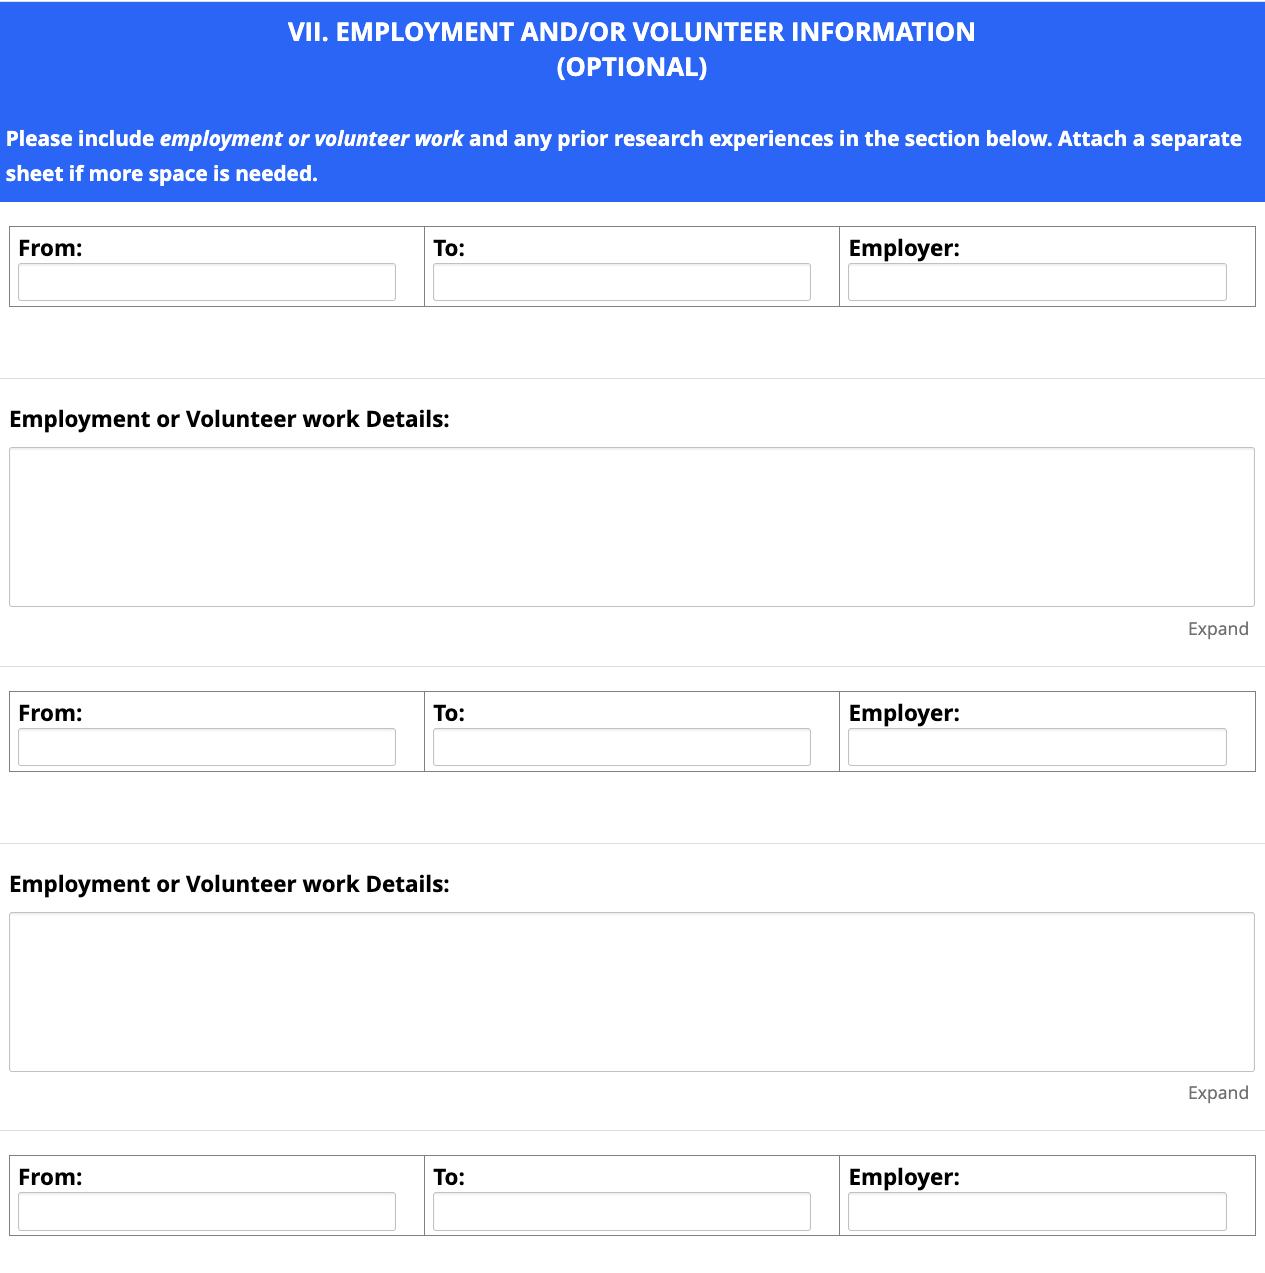 VII. EMPLOYMENT AND/OR VOLUNTEER INFORMATION
(OPTIONAL)
Please include employment or volunteer work and any prior research experiences in the section below. Attach a separate
sheet if more space is needed.
From: To: Employer:
Employment or Volunteer work Details:
Expand
From: To: Employer:
Employment or Volunteer work Details:
Expand
From: To: Employer: